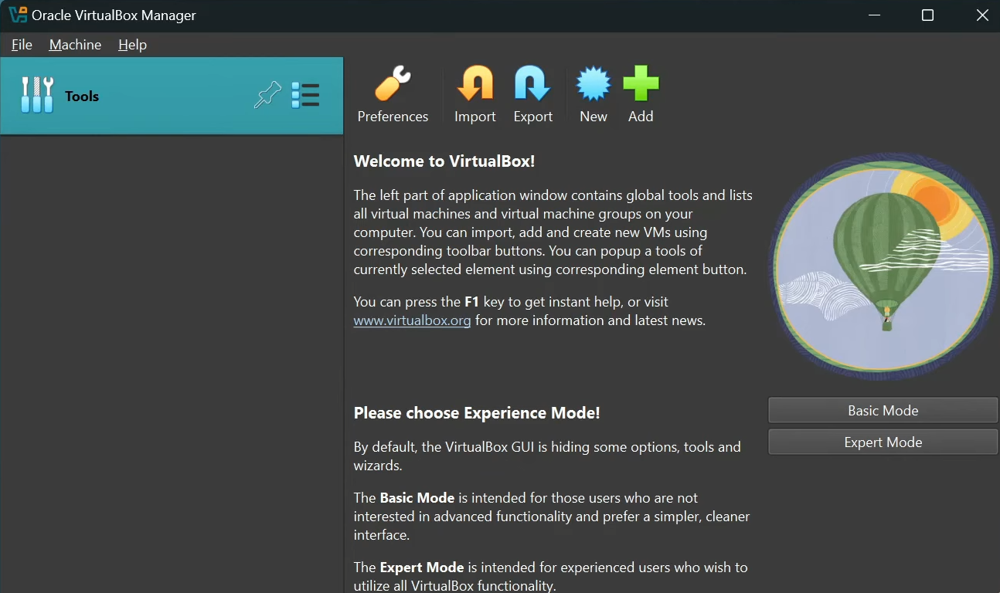 Oracle VirtualBox Manager
File Machine Help
Tools
Preferences Import Export New Add
Welcome to VirtualBox!
The left part of application window contains global tools and lists
all virtual machines and virtual machine groups on your
computer. You can import, add and create new VMs using
corresponding toolbar buttons. You can popup a tools of
currently selected element using corresponding element button.
You can press the F1 key to get instant help, or visit
www.virtualbox.org for more information and latest news.
Please choose Experience Mode!
By default, the VirtualBox GUI is hiding some options, tools and
wizards.
The Basic Mode is intended for those users who are not
interested in advanced functionality and prefer a simpler, cleaner
interface.
The Expert Mode is intended for experienced users who wish to
utilize all VirtualBox functionality.
Basic Mode
Expert Mode